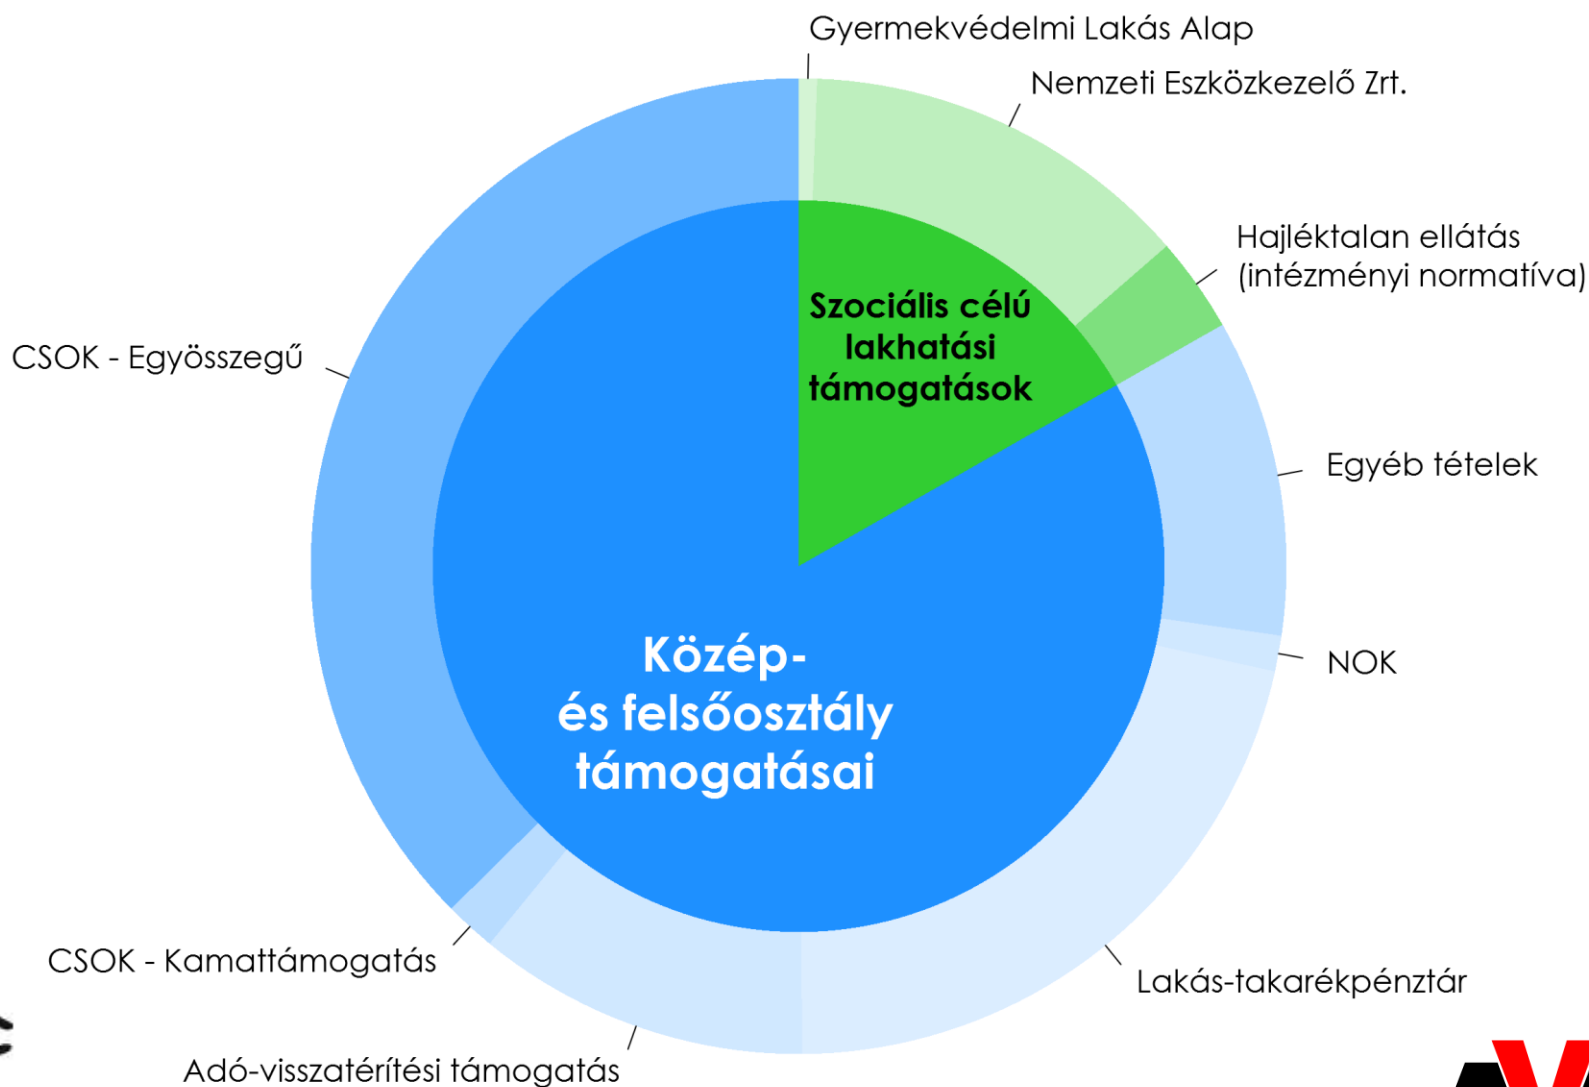 Gyermekvédelmi Lakás Alap
Nemzeti Eszközkezelő Zrt.
Hajléktalan ellátás
(intézményi normatíva)
Szociális célú
lakhatási
támogatások
CSOK - Egyösszegű
Egyéb tételek
Közép-
és felsőosztály
támogatásai
NOK
CSOK - Kamattámogatás
Lakás-takarékpénztár
Adó-visszatérítési támogatás